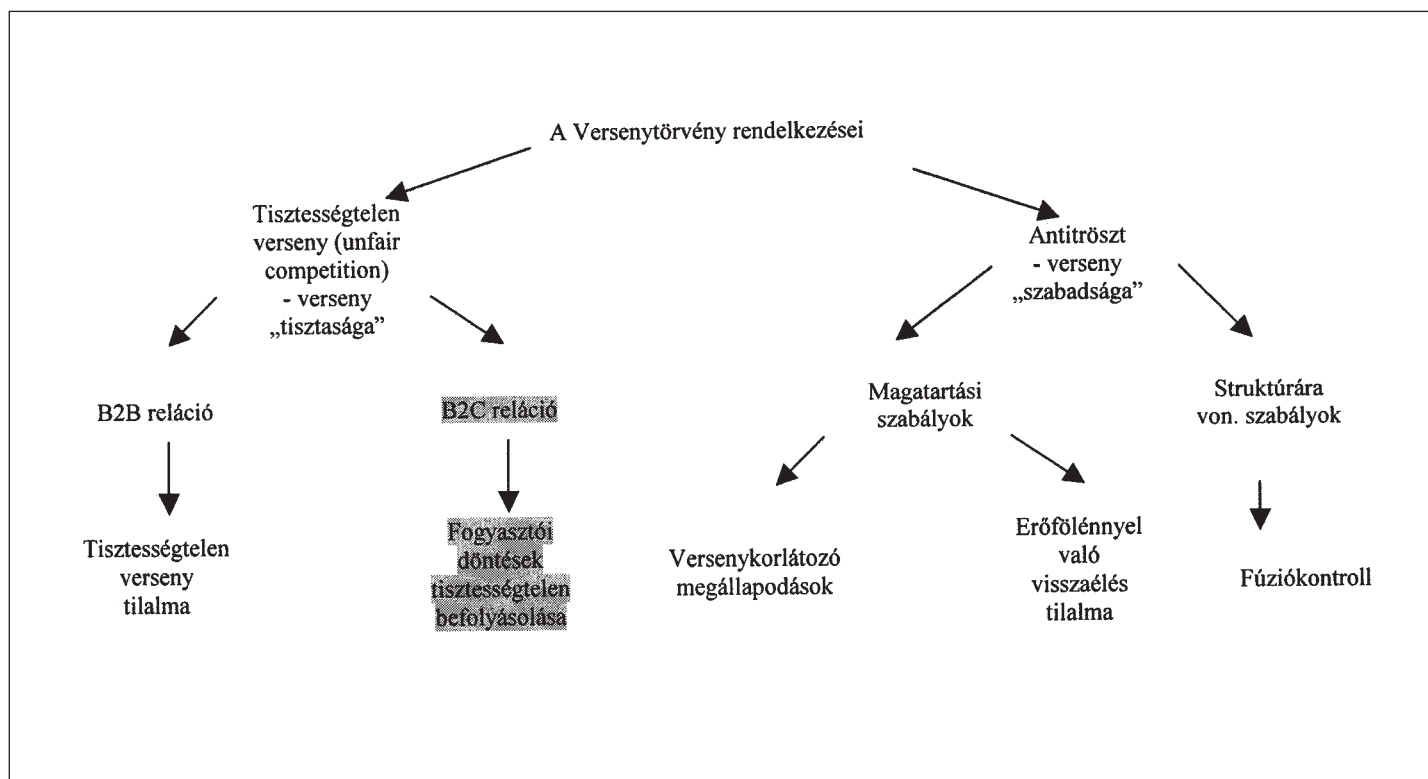 A Versenytörvény rendelkezései
Tisztességtelen
verseny (unfair
competition)
- verseny
„tisztasága”
Antitröszt
- verseny
„szabadsága”
B2B reláció
B2C reláció
Magatartási
szabályok
Struktúrára
von. szabályok
Tisztességtelen
verseny
tilalma
Fogyasztói
döntések
tisztességtelen
befolyásolása
Versenykorlátozó
megállapodások
Erőfölénnyel
való
visszaélés
tilalma
Fúziókontroll